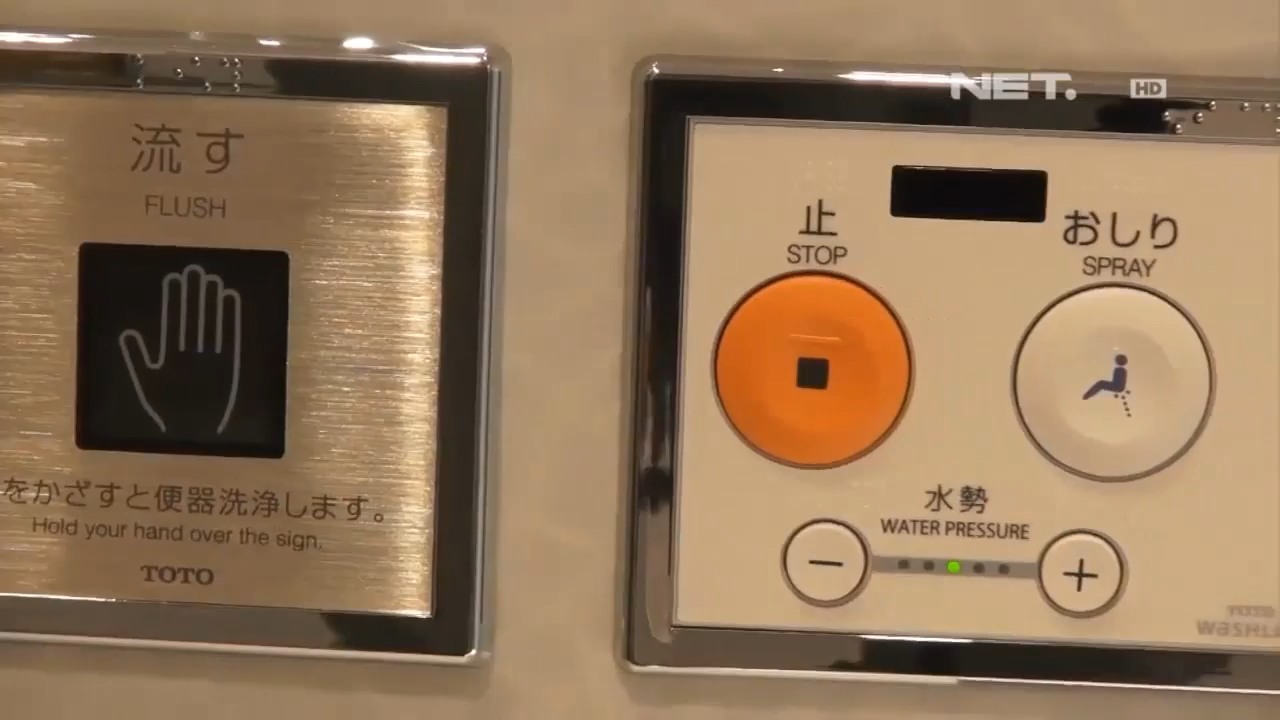 流す
FLUSH
をかざすと便器洗浄します。
Hold your hand over the sign.
TOTO
NET. HD
止
STOP
おしり
SPRAY
水勢
WATER PRESSURE
− +
TOTO